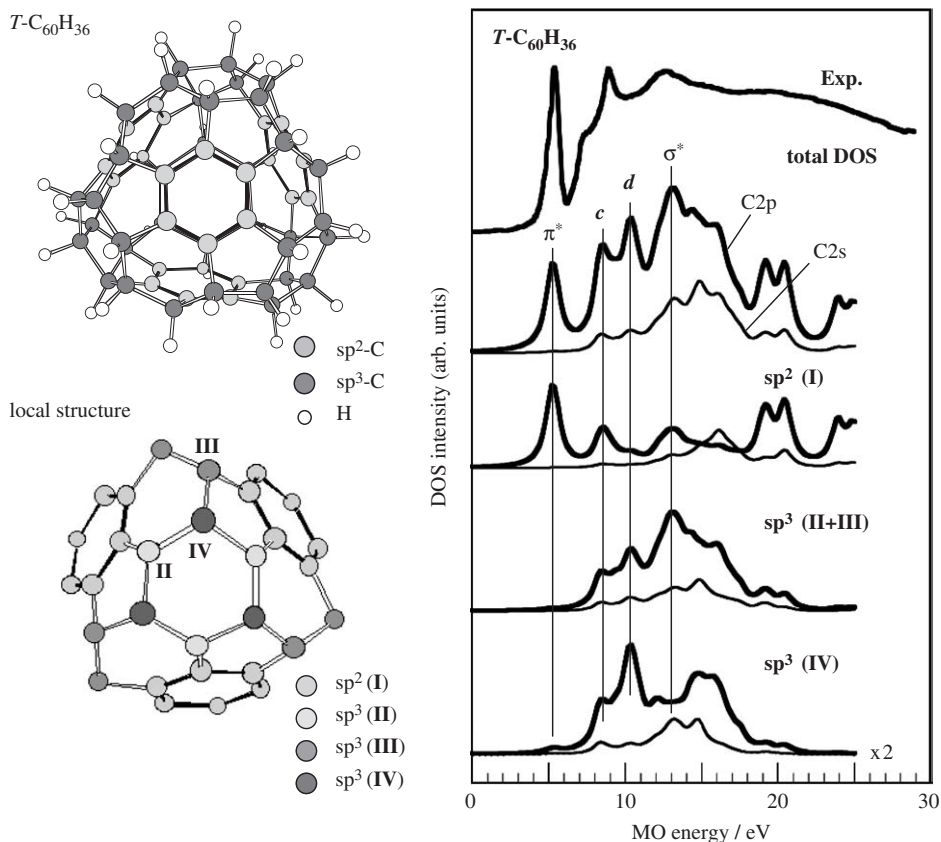 T-C60H36
sp2-C
sp3-C
H
local structure
III
IV
II
sp2 (I)
sp3 (II)
sp3 (III)
sp3 (IV)
T-C60H36
Exp.
total DOS
σ*
d
c
π*
C2p
C2s
sp2 (I)
sp3 (II+III)
sp3 (IV)
x2
DOS intensity (arb. units)
0 10 20 30
MO energy / eV